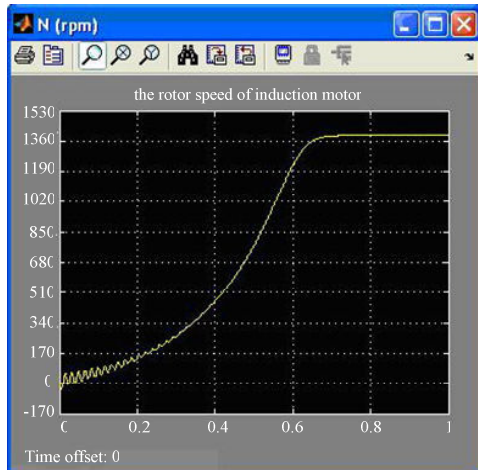 N (rpm)
the rotor speed of induction motor
1530
1360
1190
1020
850
680
510
340
170
0
-170
0 0.2 0.4 0.6 0.8 1
Time offset: 0